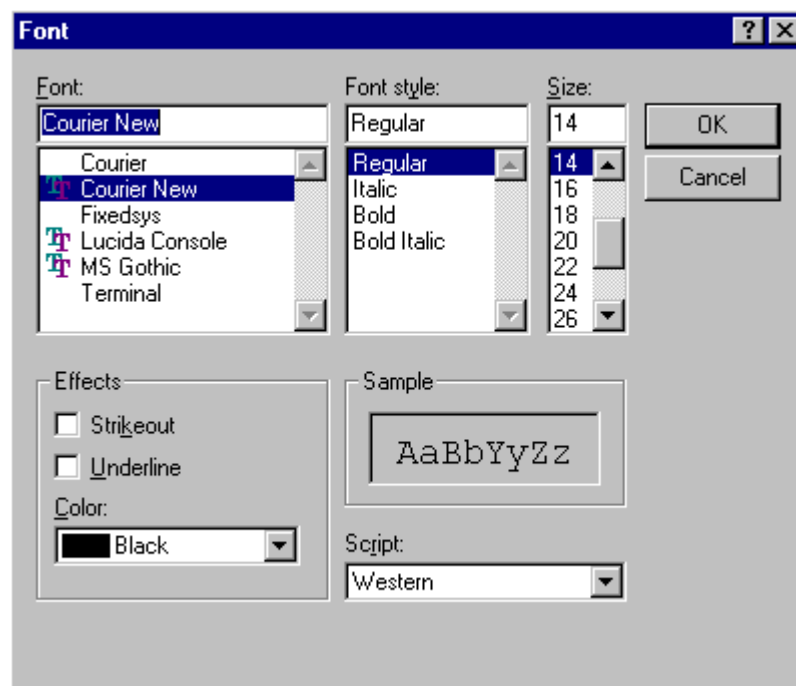 Font
Font:
Courier New
Courier
Courier New
Fixedsys
Lucida Console
MS Gothic
Terminal
Font style:
Regular
Regular
Italic
Bold
Bold Italic
Size:
14
14
16
18
20
22
24
26
OK
Cancel
Effects
Strikeout
Underline
Color:
Black
Sample
AaBbYyZz
Script:
Western